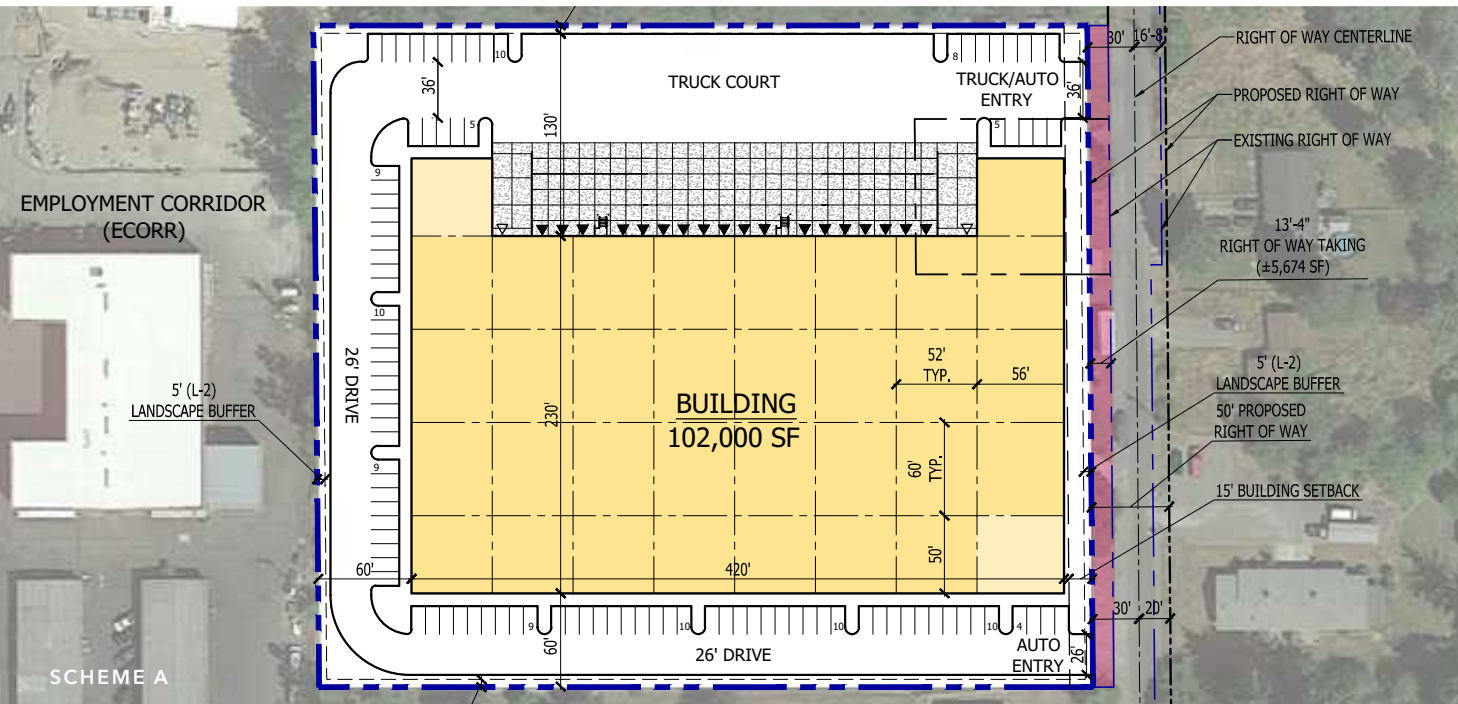 30' 16'-8
RIGHT OF WAY CENTERLINE
10
8
TRUCK COURT
TRUCK/AUTO
ENTRY
36'
36'
PROPOSED RIGHT OF WAY
130'
5
5
EXISTING RIGHT OF WAY
9
EMPLOYMENT CORRIDOR
(ECORR)
13'-4"
RIGHT OF WAY TAKING
(±5,674 SF)
10
26' DRIVE
52'
TYP.
56'
5' (L-2)
LANDSCAPE BUFFER
5' (L-2)
LANDSCAPE BUFFER
BUILDING
102,000 SF
230'
50' PROPOSED
RIGHT OF WAY
9
60'
TYP.
15' BUILDING SETBACK
50'
60'
420'
30' 20'
9
10
10
10
4
60'
26' DRIVE
AUTO
ENTRY
26'
SCHEME A